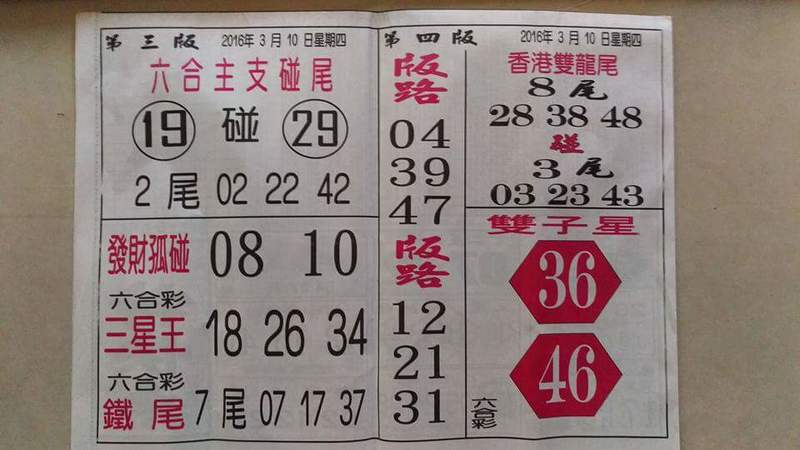 第三版 2016年 3 月 10 日星期四
六合主支碰尾
19 碰 29
2 尾 02 22 42
發財孤碰 08 10
六合彩
三星王 18 26 34
六合彩
鐵尾 7 尾 07 17 37
第四版 2016年 3 月 10 日星期四
版路
04
39
47
版路
12
21
31
香港雙龍尾
8 尾
28 38 48
碰
3 尾
03 23 43
雙子星
36
46
六合彩